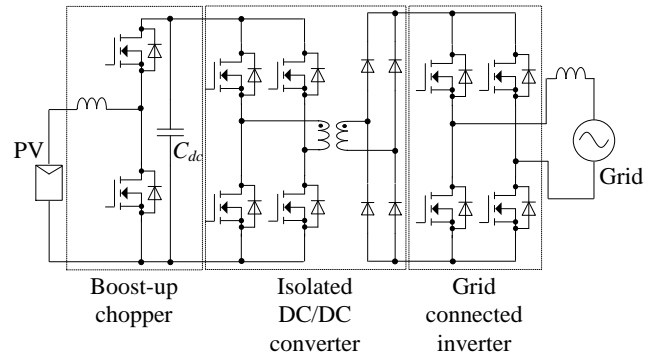 PV
C_dc
Grid
Boost-up
chopper
Isolated
DC/DC
converter
Grid
connected
inverter